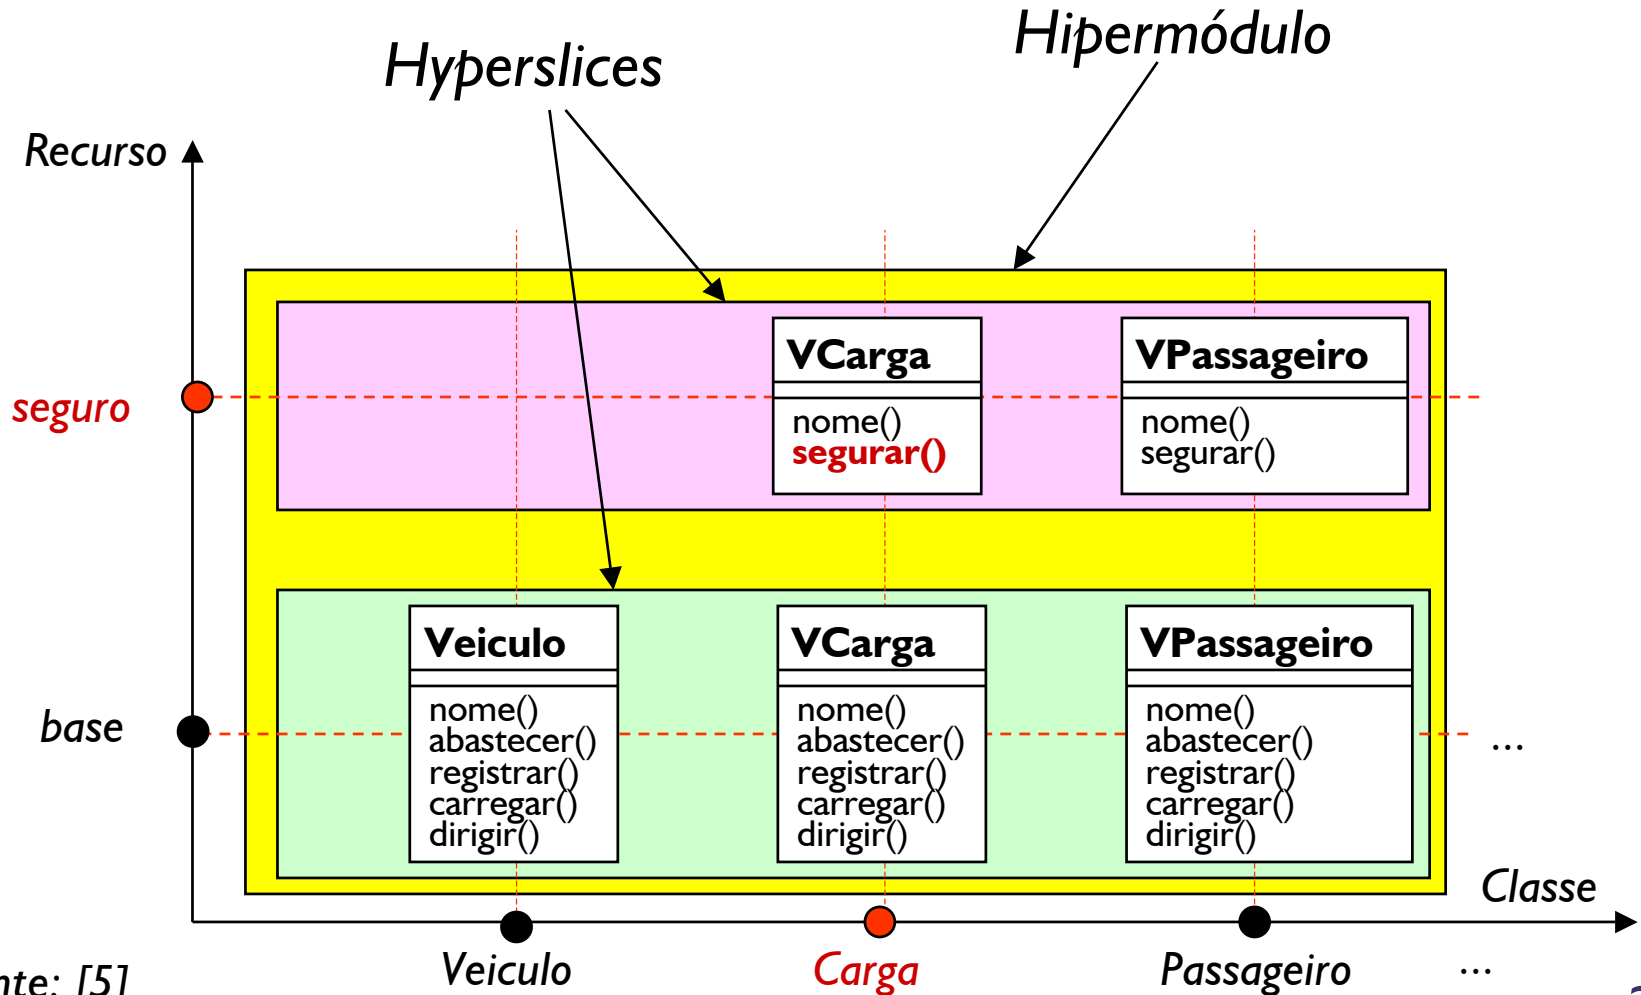 Hipermódulo
Hyperslices
Recurso
VCarga
VPassageiro
seguro
nome()
segurar()
nome()
segurar()
Veiculo
VCarga
VPassageiro
base
nome()
abastecer()
registrar()
carregar()
dirigir()
nome()
abastecer()
registrar()
carregar()
dirigir()
nome()
abastecer()
registrar()
carregar()
dirigir()
...
Classe
Veiculo
Carga
Passageiro
...
nte: [5]